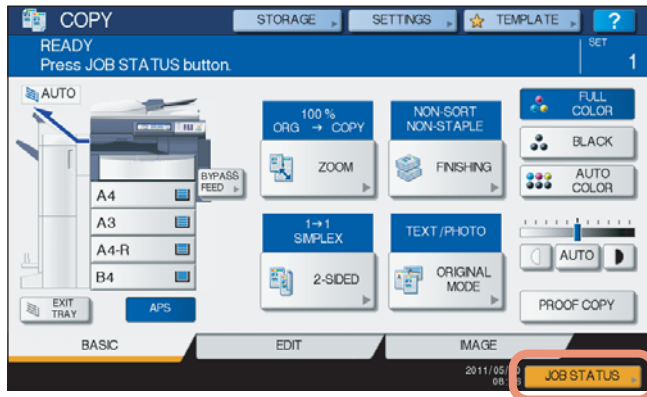 COPY
STORAGE
SETTINGS
TEMPLATE
?
READY
Press JOB STATUS button.
SET
1
AUTO
BYPASS
FEED
A4
A3
A4-R
B4
EXIT
TRAY
APS
100 %
ORG → COPY
ZOOM
NON-SORT
NON-STAPLE
FINISHING
1→1
SIMPLEX
2-SIDED
TEXT/PHOTO
ORIGINAL
MODE
FULL
COLOR
BLACK
AUTO
COLOR
AUTO
PROOF COPY
BASIC
EDIT
IMAGE
2011/05/
08:
JOB STATUS